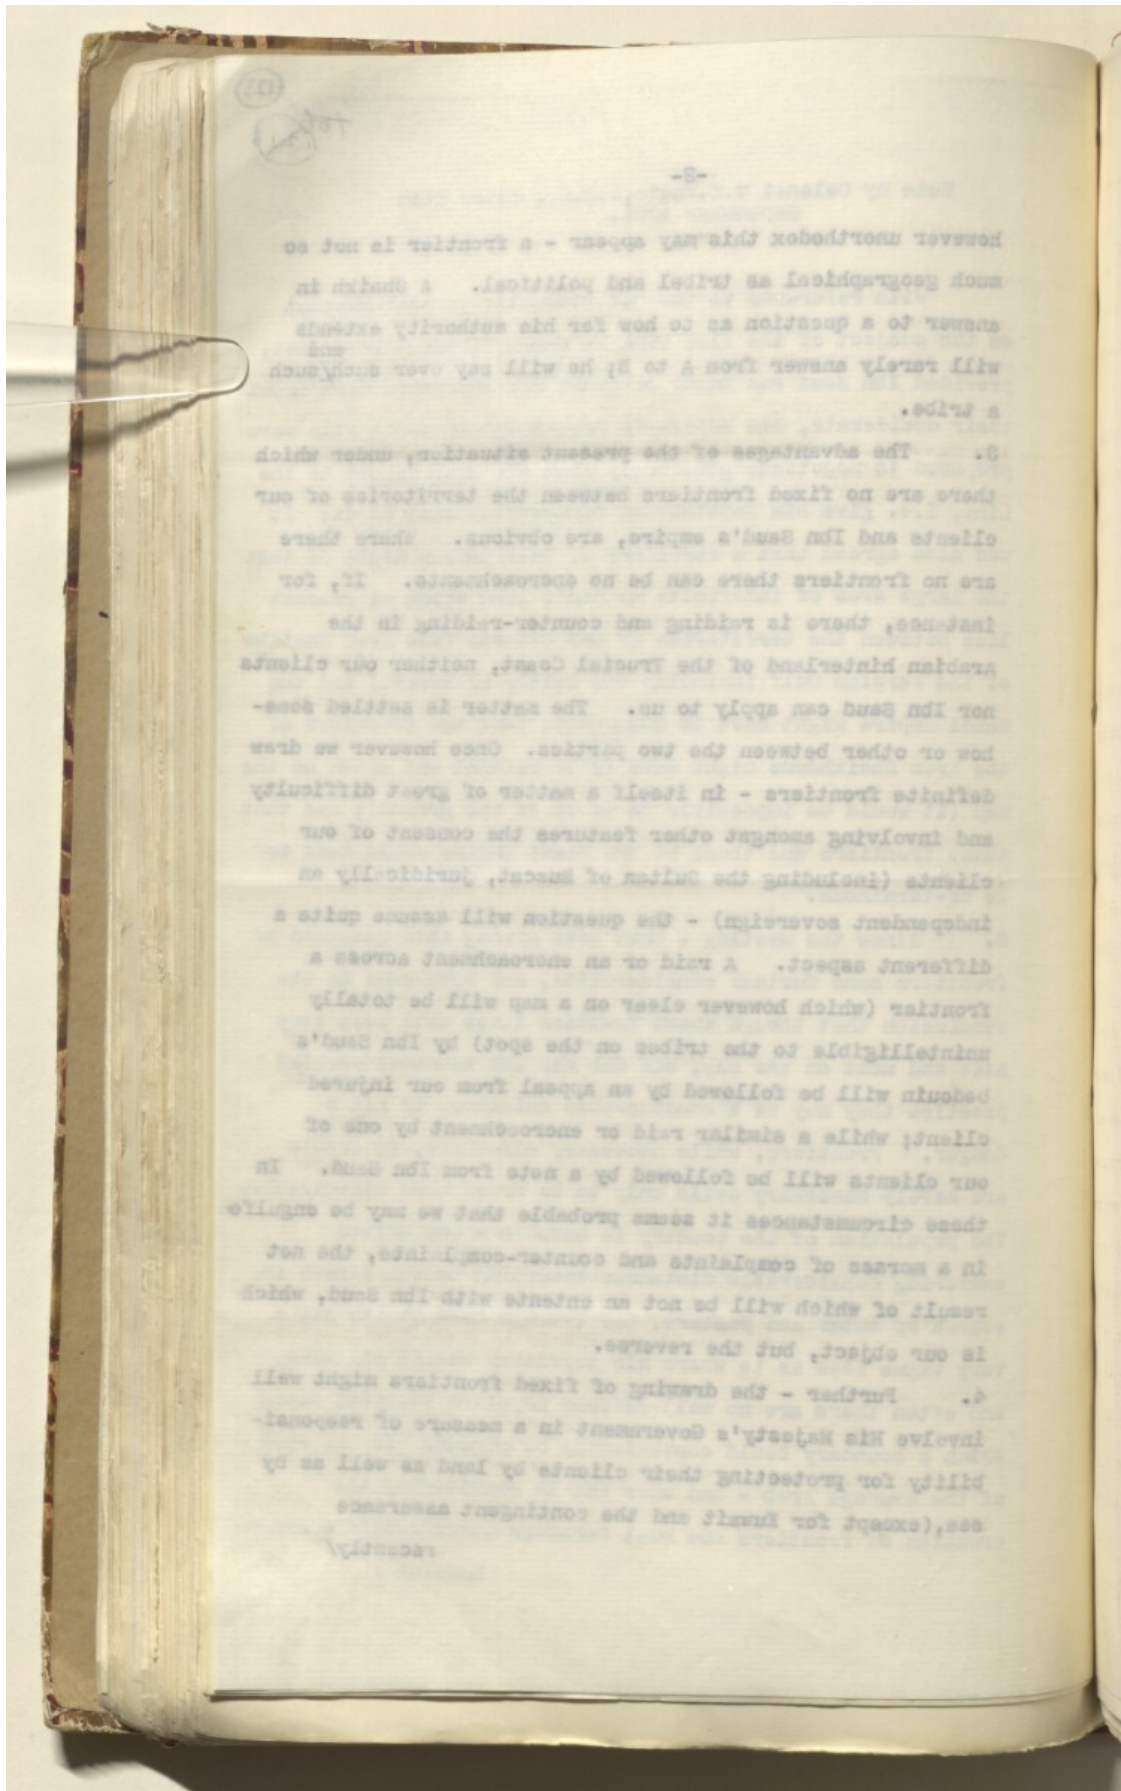 -2-
however unorthodox this may appear - a frontier is not so
much geographical as tribal and political. A Shaikh in
answer to a question as to how far his authority extends
will rarely answer from A to B; he will say over such/and such
a tribe.
3. The advantages of the present situation, under which
there are no fixed frontiers between the territories of our
clients and Ibn Saud's empire, are obvious. Where there
are no frontiers there can be no encroachments. If, for
instance, there is raiding and counter-raiding in the
Arabian hinterland of the Trucial Coast, neither our clients
nor Ibn Saud can apply to us. The matter is settled some-
how or other between the two parties. Once however we draw
definite frontiers - in itself a matter of great difficulty
and involving amongst other features the consent of our
clients (including the Sultan of Muscat, juridically an
independent sovereign) - the question will assume quite a
different aspect. A raid or an encroachment across a
frontier (which however clear on a map will be totally
unintelligible to the tribes on the spot) by Ibn Saud's
bedouin will be followed by an appeal from our injured
client; while a similar raid or encroachment by one of
our clients will be followed by a note from Ibn Saud. In
these circumstances it seems probable that we may be engulfe
in a morass of complaints and counter-complaints, the not
result of which will be not an entente with Ibn Saud, which
is our object, but the reverse.
4. Further - the drawing of fixed frontiers might well
involve His Majesty's Government in a measure of responsi-
bility for protecting their clients by land as well as by
sea,(except for Kuwait and the contingent assurance
recently/